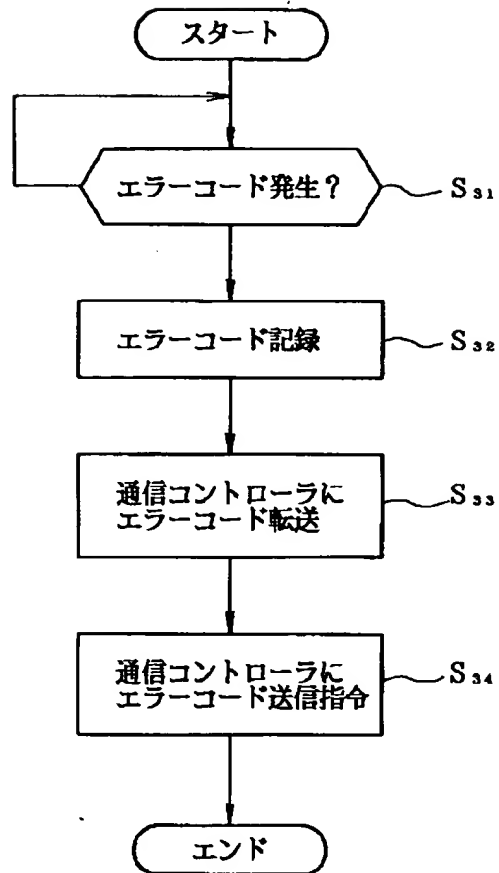 スタート
エラーコード発生？
S₃₁
エラーコード記録
S₃₂
通信コントローラに
エラーコード転送
S₃₃
通信コントローラに
エラーコード送信指令
S₃₄
エンド